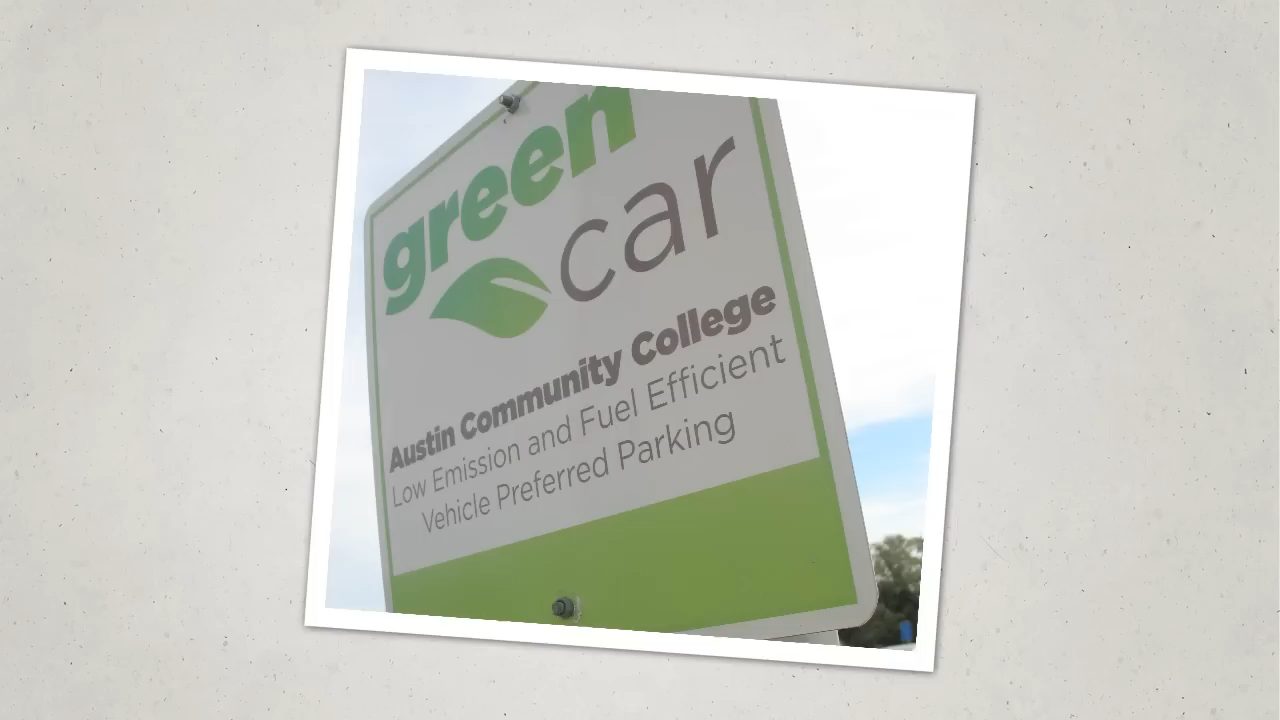 green
car
Austin Community College
Low Emission and Fuel Efficient
Vehicle Preferred Parking